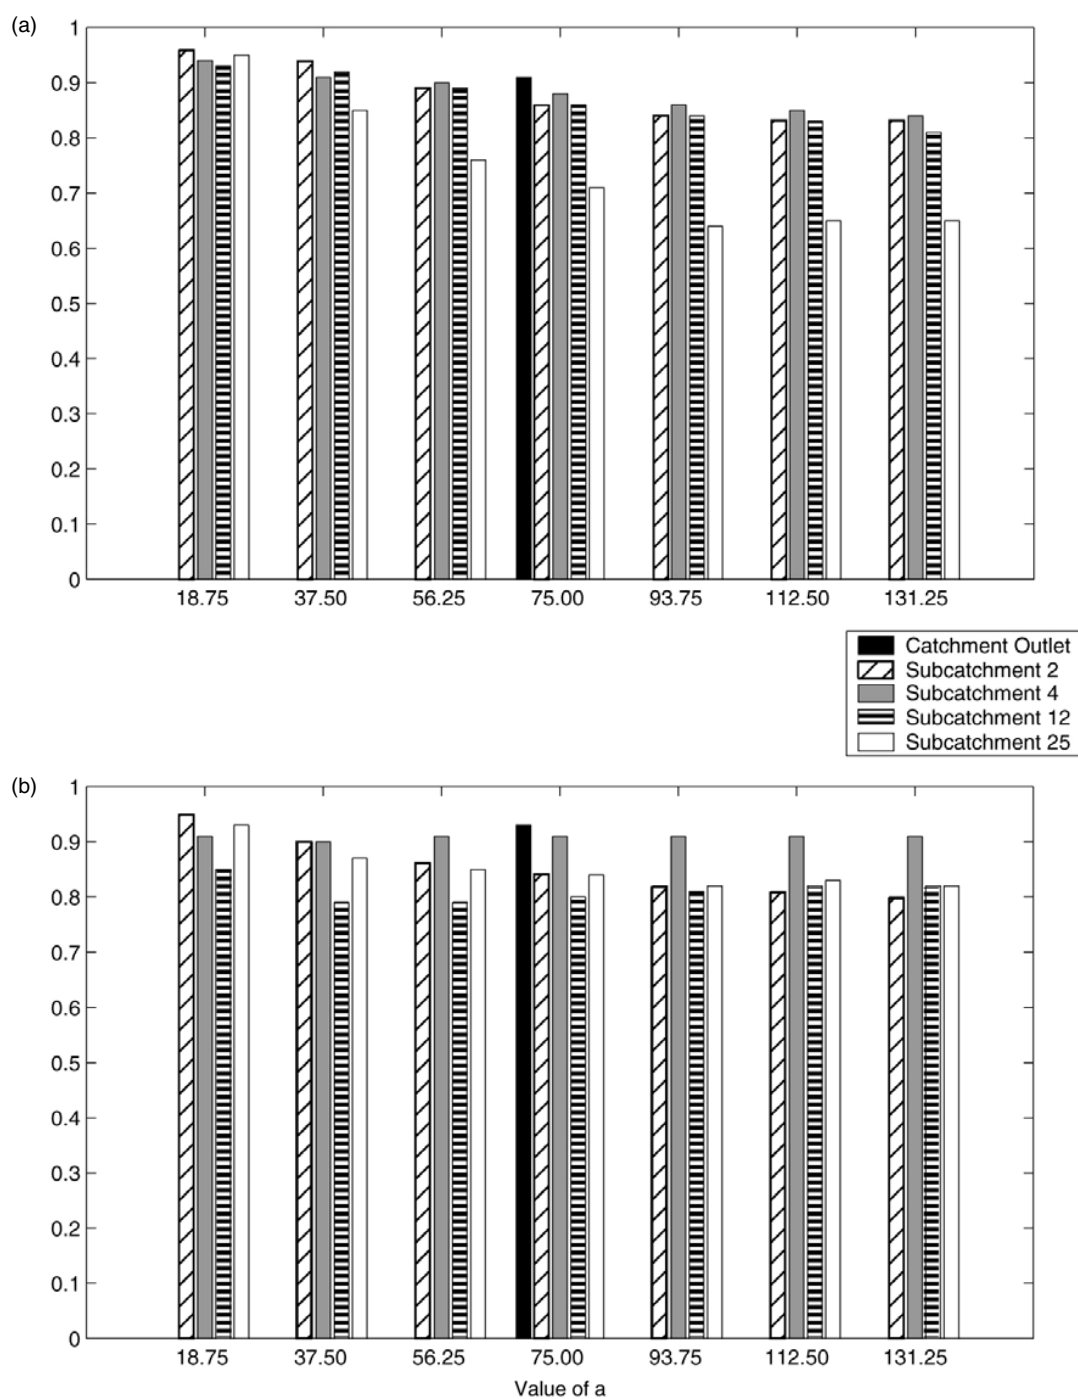 (a)
1
0.9
0.8
0.7
0.6
0.5
0.4
0.3
0.2
0.1
0
18.75 37.50 56.25 75.00 93.75 112.50 131.25
Catchment Outlet
Subcatchment 2
Subcatchment 4
Subcatchment 12
Subcatchment 25
(b)
1
0.9
0.8
0.7
0.6
0.5
0.4
0.3
0.2
0.1
0
18.75 37.50 56.25 75.00 93.75 112.50 131.25
Value of a